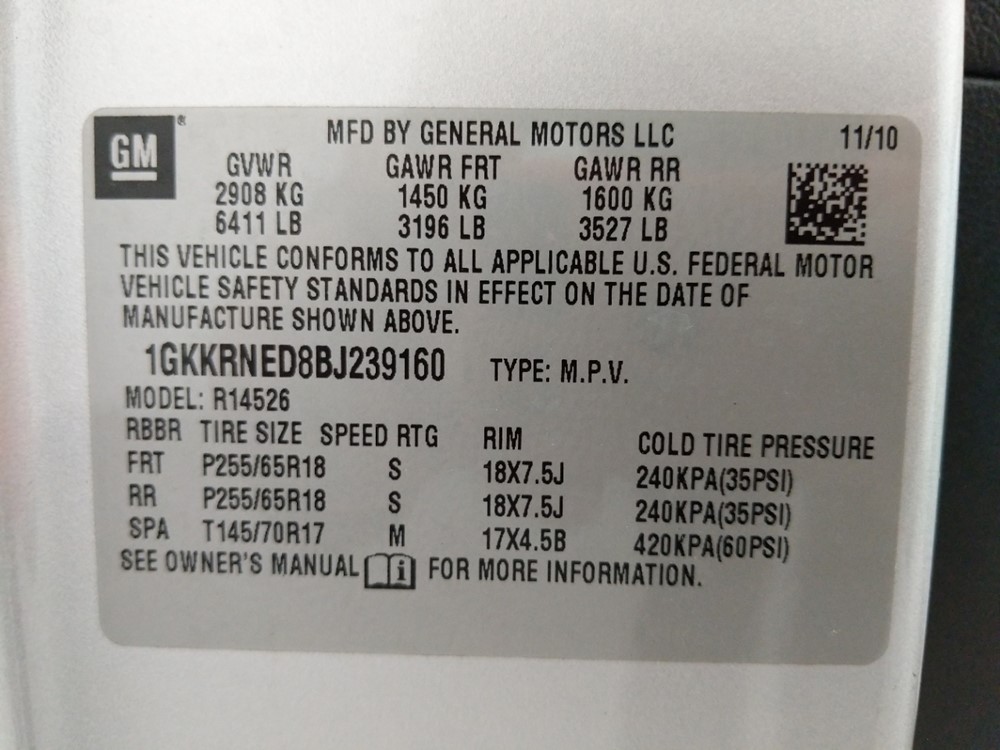 GM®
MFD BY GENERAL MOTORS LLC 11/10
GVWR GAWR FRT GAWR RR
2908 KG 1450 KG 1600 KG
6411 LB 3196 LB 3527 LB
THIS VEHICLE CONFORMS TO ALL APPLICABLE U.S. FEDERAL MOTOR
VEHICLE SAFETY STANDARDS IN EFFECT ON THE DATE OF
MANUFACTURE SHOWN ABOVE.
1GKKRNED8BJ239160 TYPE: M.P.V.
MODEL: R14526
RBBR TIRE SIZE SPEED RTG RIM COLD TIRE PRESSURE
FRT P255/65R18 S 18X7.5J 240KPA(35PSI)
RR P255/65R18 S 18X7.5J 240KPA(35PSI)
SPA T145/70R17 M 17X4.5B 420KPA(60PSI)
SEE OWNER'S MANUAL i FOR MORE INFORMATION.